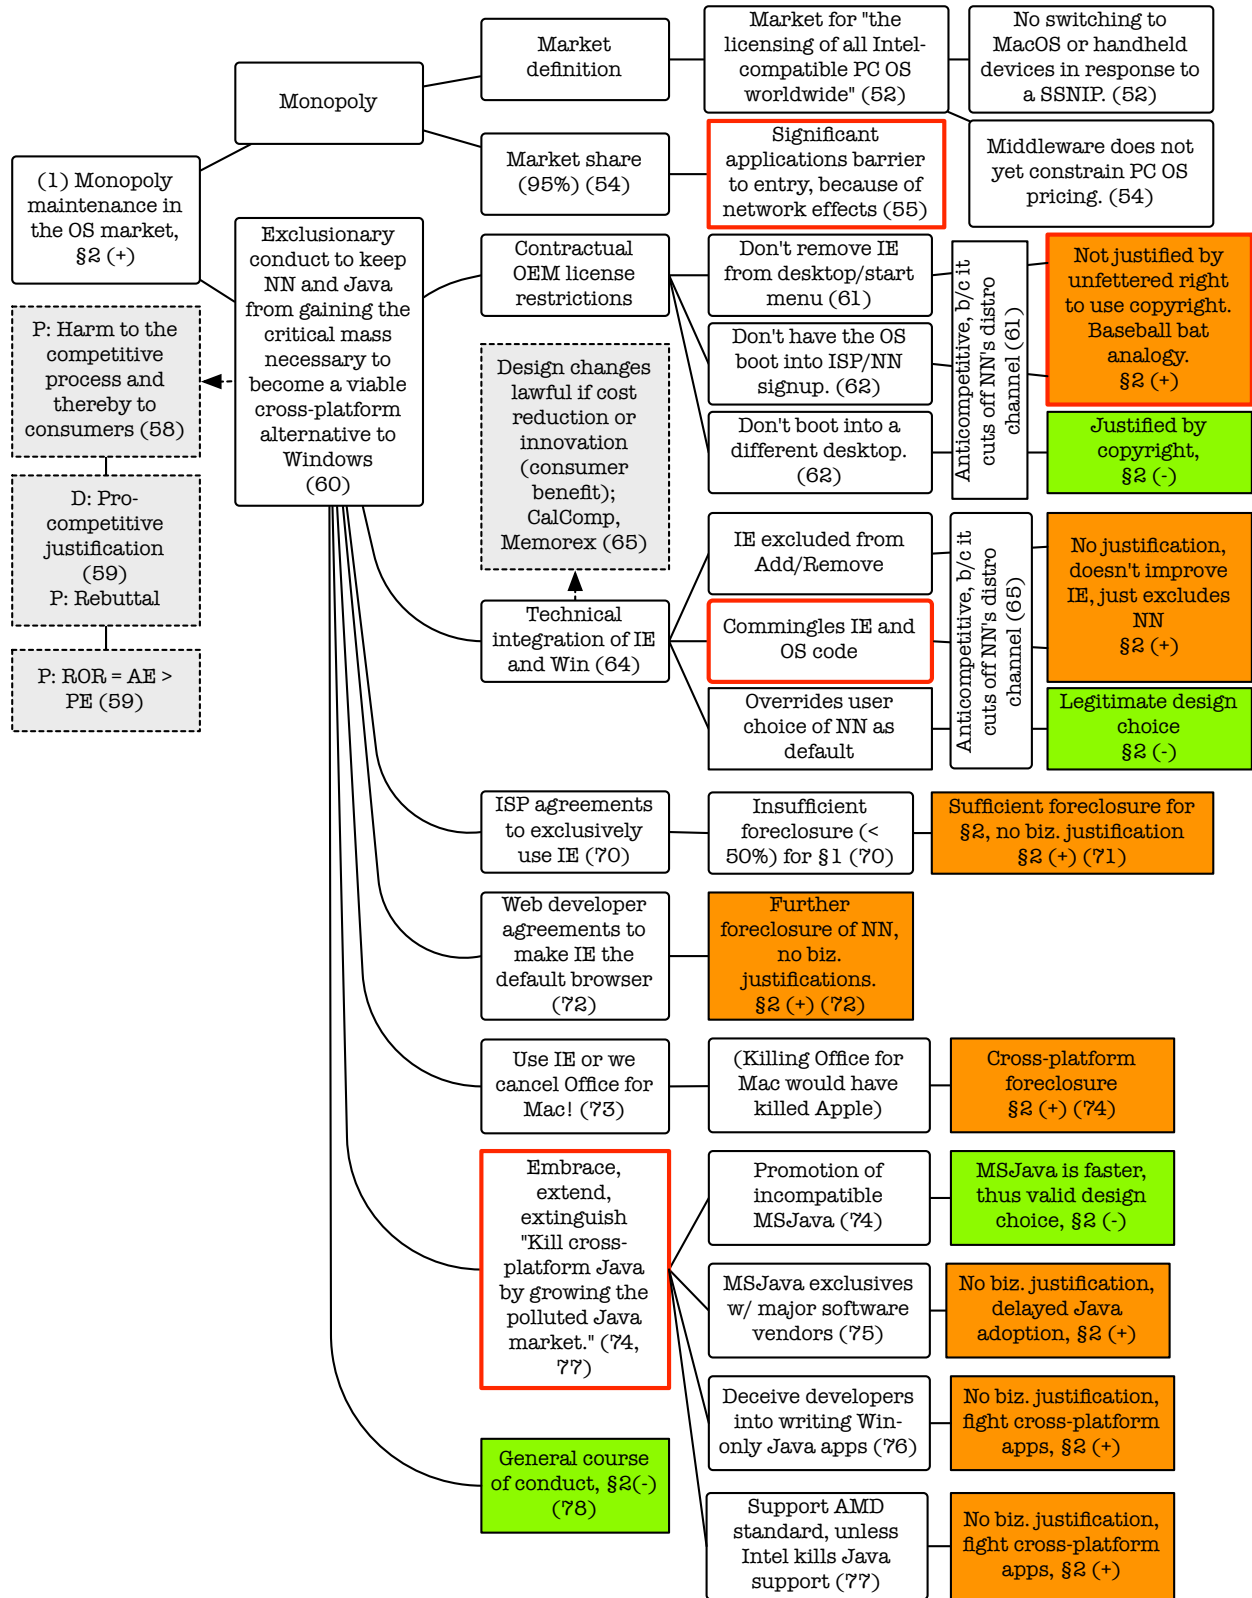 (1) Monopoly
maintenance in
the OS market,
§2 (+)
P: Harm to the
competitive
process and
thereby to
consumers (58)
D: Pro-
competitive
justification
(59)
P: Rebuttal
P: ROR = AE >
PE (59)
Monopoly
Exclusionary
conduct to keep
NN and Java
from gaining the
critical mass
necessary to
become a viable
cross-platform
alternative to
Windows
(60)
Market
definition
Market for "the
licensing of all Intel-
compatible PC OS
worldwide" (52)
No switching to
MacOS or handheld
devices in response to
a SSNIP. (52)
Middleware does not
yet constrain PC OS
pricing. (54)
Market share
(95%) (54)
Significant
applications barrier
to entry, because of
network effects (55)
Contractual
OEM license
restrictions
Don't remove IE
from desktop/start
menu (61)
Don't have the OS
boot into ISP/NN
signup. (62)
Don't boot into a
different desktop.
(62)
Anticompetitive, b/c it
cuts off NN's distro
channel (61)
Not justified by
unfettered right
to use copyright.
Baseball bat
analogy.
§2 (+)
Justified by
copyright,
§2 (-)
Design changes
lawful if cost
reduction or
innovation
(consumer
benefit);
CalComp,
Memorex (65)
Technical
integration of IE
and Win (64)
IE excluded from
Add/Remove
Commingles IE and
OS code
Overrides user
choice of NN as
default
Anticompetitive, b/c it
cuts off NN's distro
channel (65)
No justification,
doesn't improve
IE, just excludes
NN
§2 (+)
Legitimate design
choice
§2 (-)
ISP agreements
to exclusively
use IE (70)
Insufficient
foreclosure (<
50%) for §1 (70)
Sufficient foreclosure for
§2, no biz. justification
§2 (+) (71)
Web developer
agreements to
make IE the
default browser
(72)
Further
foreclosure of NN,
no biz.
justifications.
§2 (+) (72)
Use IE or we
cancel Office for
Mac! (73)
(Killing Office for
Mac would have
killed Apple)
Cross-platform
foreclosure
§2 (+) (74)
Embrace,
extend,
extinguish
"Kill cross-
platform Java
by growing the
polluted Java
market." (74,
77)
Promotion of
incompatible
MSJava (74)
MSJava is faster,
thus valid design
choice, §2 (-)
MSJava exclusives
w/ major software
vendors (75)
No biz. justification,
delayed Java
adoption, §2 (+)
Deceive developers
into writing Win-
only Java apps (76)
No biz. justification,
fight cross-platform
apps, §2 (+)
Support AMD
standard, unless
Intel kills Java
support (77)
No biz. justification,
fight cross-platform
apps, §2 (+)
General course
of conduct, §2(-)
(78)